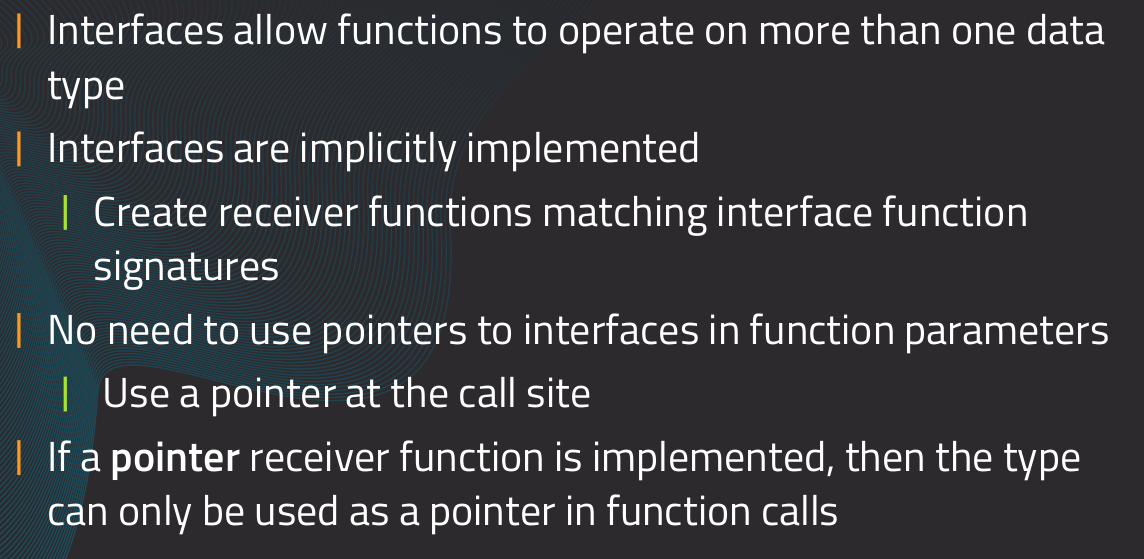 Interfaces allow functions to operate on more than one data
type
Interfaces are implicitly implemented
Create receiver functions matching interface function
signatures
No need to use pointers to interfaces in function parameters
Use a pointer at the call site
If a pointer receiver function is implemented, then the type
can only be used as a pointer in function calls